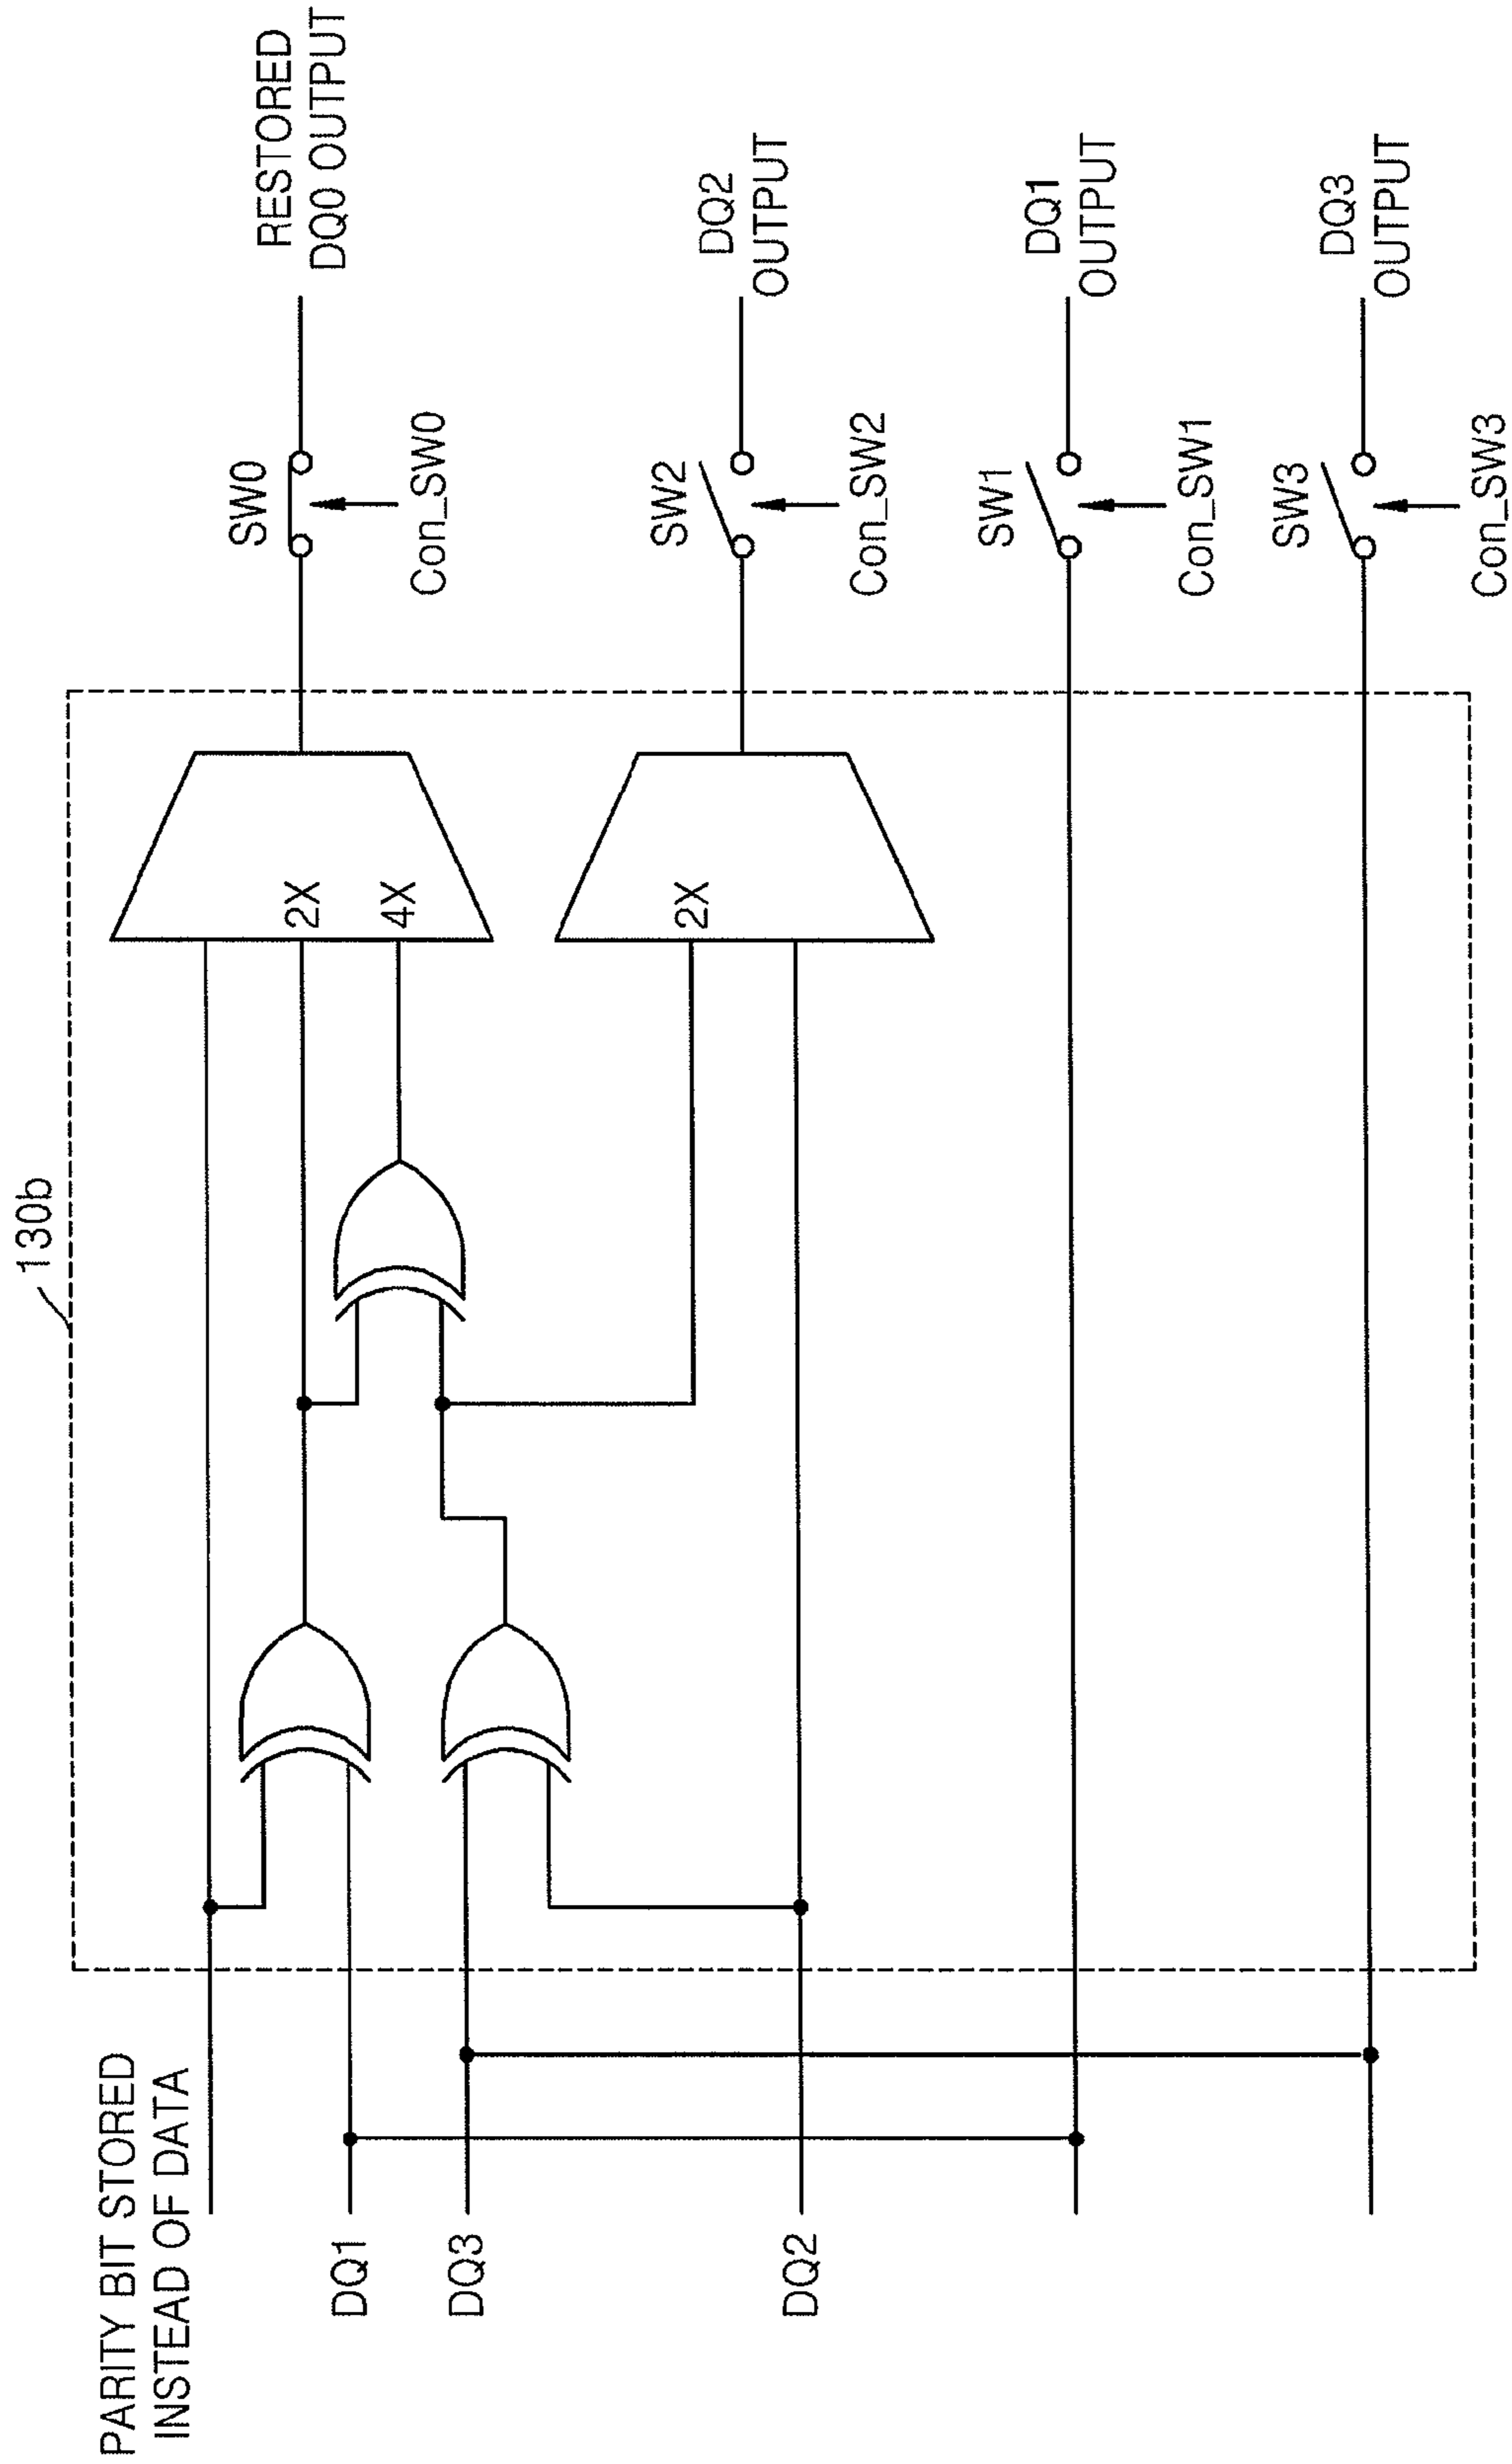 130b
PARITY BIT STORED
INSTEAD OF DATA
DQ1
DQ3
DQ2
2X
4X
2X
SW0
Con_SW0
RESTORED
DQ0 OUTPUT
SW2
Con_SW2
DQ2
OUTPUT
SW1
Con_SW1
DQ1
OUTPUT
SW3
Con_SW3
DQ3
OUTPUT